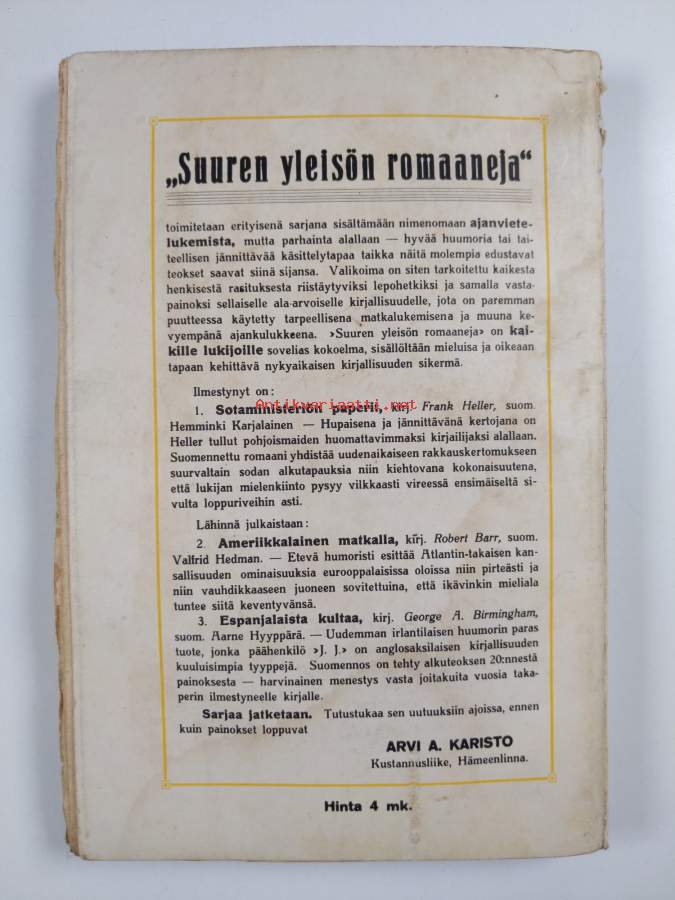 „Suuren yleisön romaaneja“
toimitetaan erityisenä sarjana sisältämään nimenomaan ajanviete-
lukemista, mutta parhainta alallaan — hyvää huumoria tai tai-
teellisen jännittävää käsittelytapaa taikka näitä molempia edustavat
teokset saavat siinä sijansa. Valikoima on siten tarkoitettu kaikesta
henkisestä rasituksesta riistäytyviksi lepohetkiksi ja samalla vasta-
painoksi sellaiselle ala-arvoiselle kirjallisuudelle, jota on paremman
puutteessa käytetty tarpeellisena matkalukemisena ja muuna ke-
vyempänä ajankulukkeena. ›Suuren yleisön romaaneja› on kai-
kille lukijoille sovelias kokoelma, sisällöltään mieluisa ja oikeaan
tapaan kehittävä nykyaikaisen kirjallisuuden sikermä.
Ilmestynyt on:
Antikvariaatti.net
1. Sotaministeriön paperit, kirj. Frank Heller, suom.
Hemminki Karjalainen — Hupaisena ja jännittävänä kertojana on
Heller tullut pohjoismaiden huomattavimmaksi kirjailijaksi alallaan.
Suomennettu romaani yhdistää uudenaikaiseen rakkauskertomukseen
suurvaltain sodan alkutapauksia niin kiehtovana kokonaisuutena,
että lukijan mielenkiinto pysyy vilkkaasti vireessä ensimäiseltä si-
vulta loppuriveihin asti.
Lähinnä julkaistaan:
2. Ameriikkalainen matkalla, kirj. Robert Barr, suom.
Valfrid Hedman. — Etevä humoristi esittää Atlantin-takaisen kan-
sallisuuden ominaisuuksia eurooppalaisissa oloissa niin pirteästi ja
niin vauhdikkaaseen juoneen sovitettuina, että ikävinkin mieliala
tuntee siitä keventyvänsä.
3. Espanjalaista kultaa, kirj. George A. Birmingham,
suom. Aarne Hyyppärä. — Uudemman irlantilaisen huumorin paras
tuote, jonka päähenkilö ›J. J.› on anglosaksilaisen kirjallisuuden
kuuluisimpia tyyppejä. Suomennos on tehty alkuteoksen 20:nnestä
painoksesta — harvinainen menestys vasta joitakuita vuosia taka-
perin ilmestyneelle kirjalle.
Sarjaa jatketaan. Tutustukaa sen uutuuksiin ajoissa, ennen
kuin painokset loppuvat
ARVI A. KARISTO
Kustannusliike, Hämeenlinna.
Hinta 4 mk.